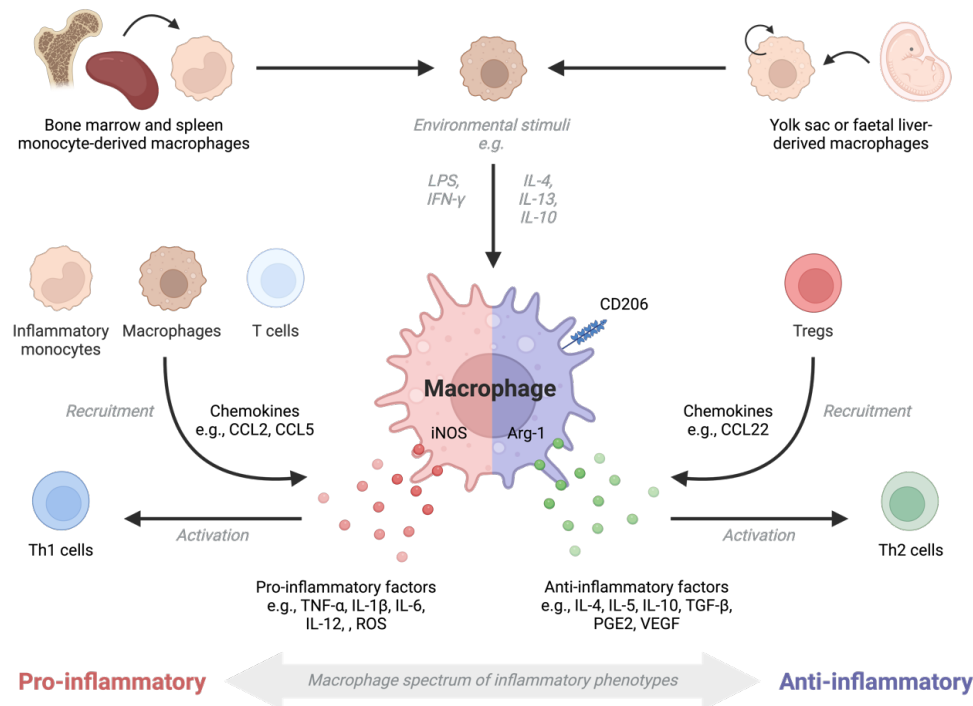 Bone marrow and spleen
monocyte-derived macrophages
Environmental stimuli
e.g.
Yolk sac or faetal liver-
derived macrophages
LPS,
IFN-γ
IL-4,
IL-13,
IL-10
Inflammatory
monocytes
Macrophages
T cells
CD206
Tregs
Macrophage
iNOS
Arg-1
Recruitment
Chemokines
e.g., CCL2, CCL5
Chemokines
e.g., CCL22
Recruitment
Th1 cells
Activation
Activation
Th2 cells
Pro-inflammatory factors
e.g., TNF-α, IL-1β, IL-6,
IL-12, , ROS
Anti-inflammatory factors
e.g., IL-4, IL-5, IL-10, TGF-β,
PGE2, VEGF
Pro-inflammatory
Macrophage spectrum of inflammatory phenotypes
Anti-inflammatory